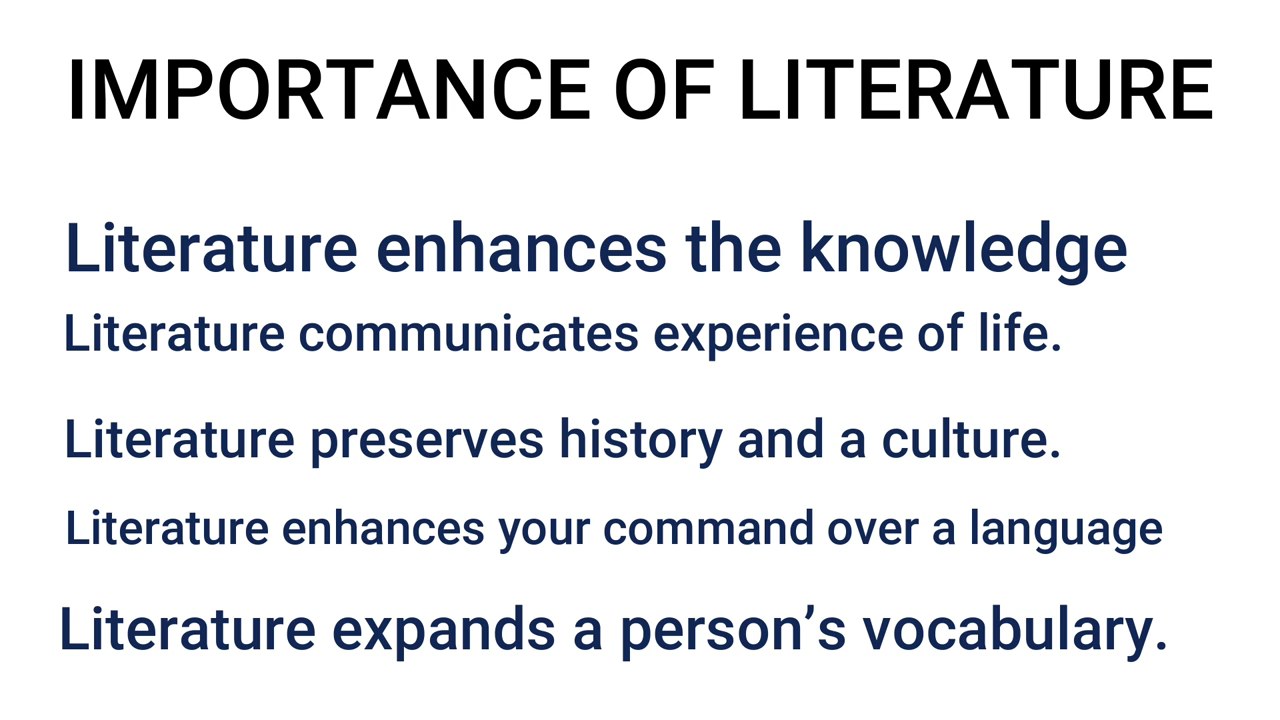 IMPORTANCE OF LITERATURE
Literature enhances the knowledge
Literature communicates experience of life.
Literature preserves history and a culture.
Literature enhances your command over a language
Literature expands a person’s vocabulary.